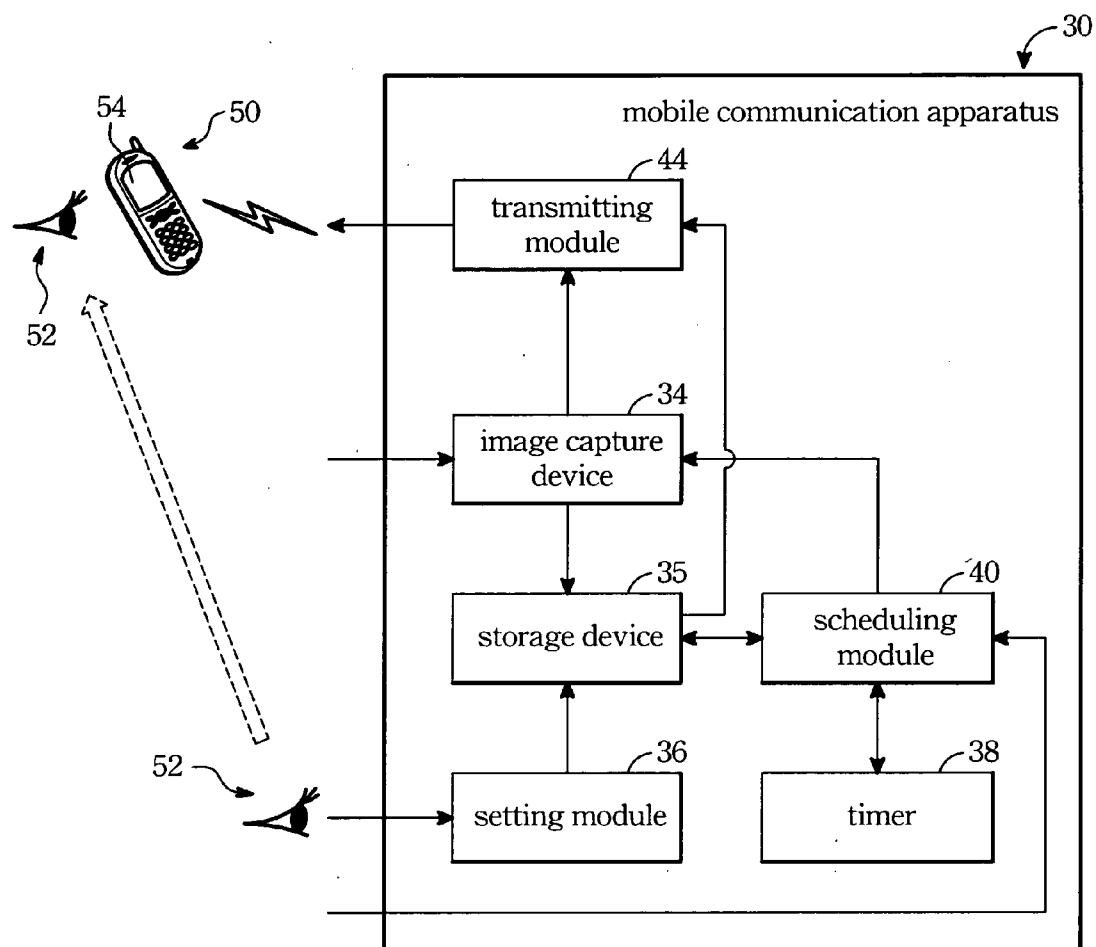 30
mobile communication apparatus
54
50
44
transmitting
module
52
34
image capture
device
35
storage device
40
scheduling
module
52
36
setting module
38
timer